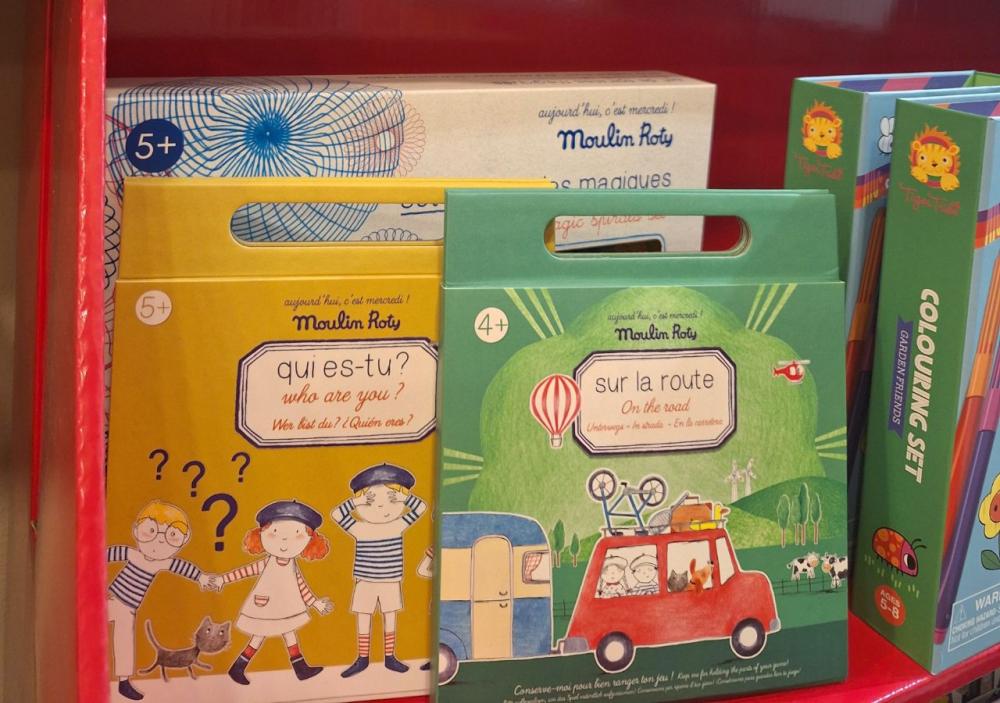 5+
aujourd'hui, c'est mercredi !
Moulin Roty
magiques
5+
aujourd'hui, c'est mercredi !
Moulin Roty
qui es-tu?
who are you ?
Wer bist du? ¿Quién eres?
? ? ? ?
4+
aujourd'hui, c'est mercredi !
Moulin Roty
sur la route
On the road
Unterwegs - In strada - En la carretera
Conserve-moi pour bien ranger ton jeu ! Keep me for holding the parts of your game!
Tiger Tribe
Tiger Tribe
COLOURING SET
GARDEN FRIENDS
AGES
5-8